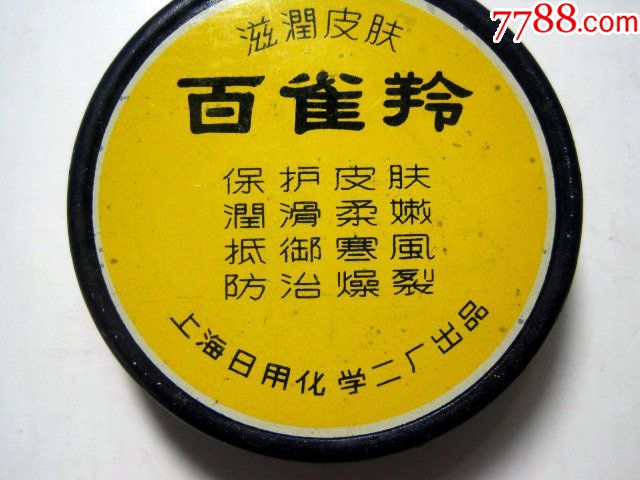 7788.com
滋潤皮肤
百雀羚
保护皮肤
潤滑柔嫩
抵御寒風
防治燥裂
上海日用化学二厂出品